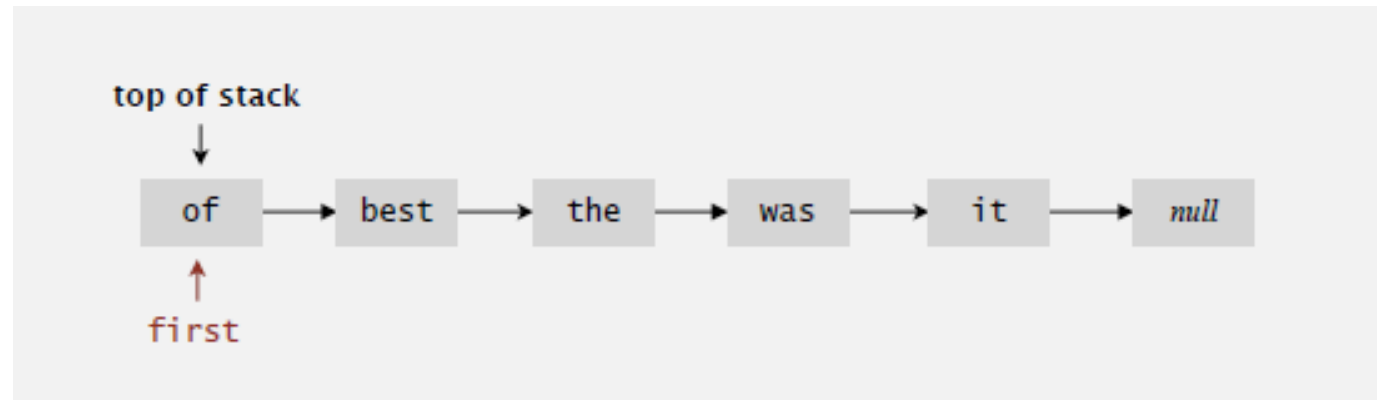 top of stack
of best the was it null
first